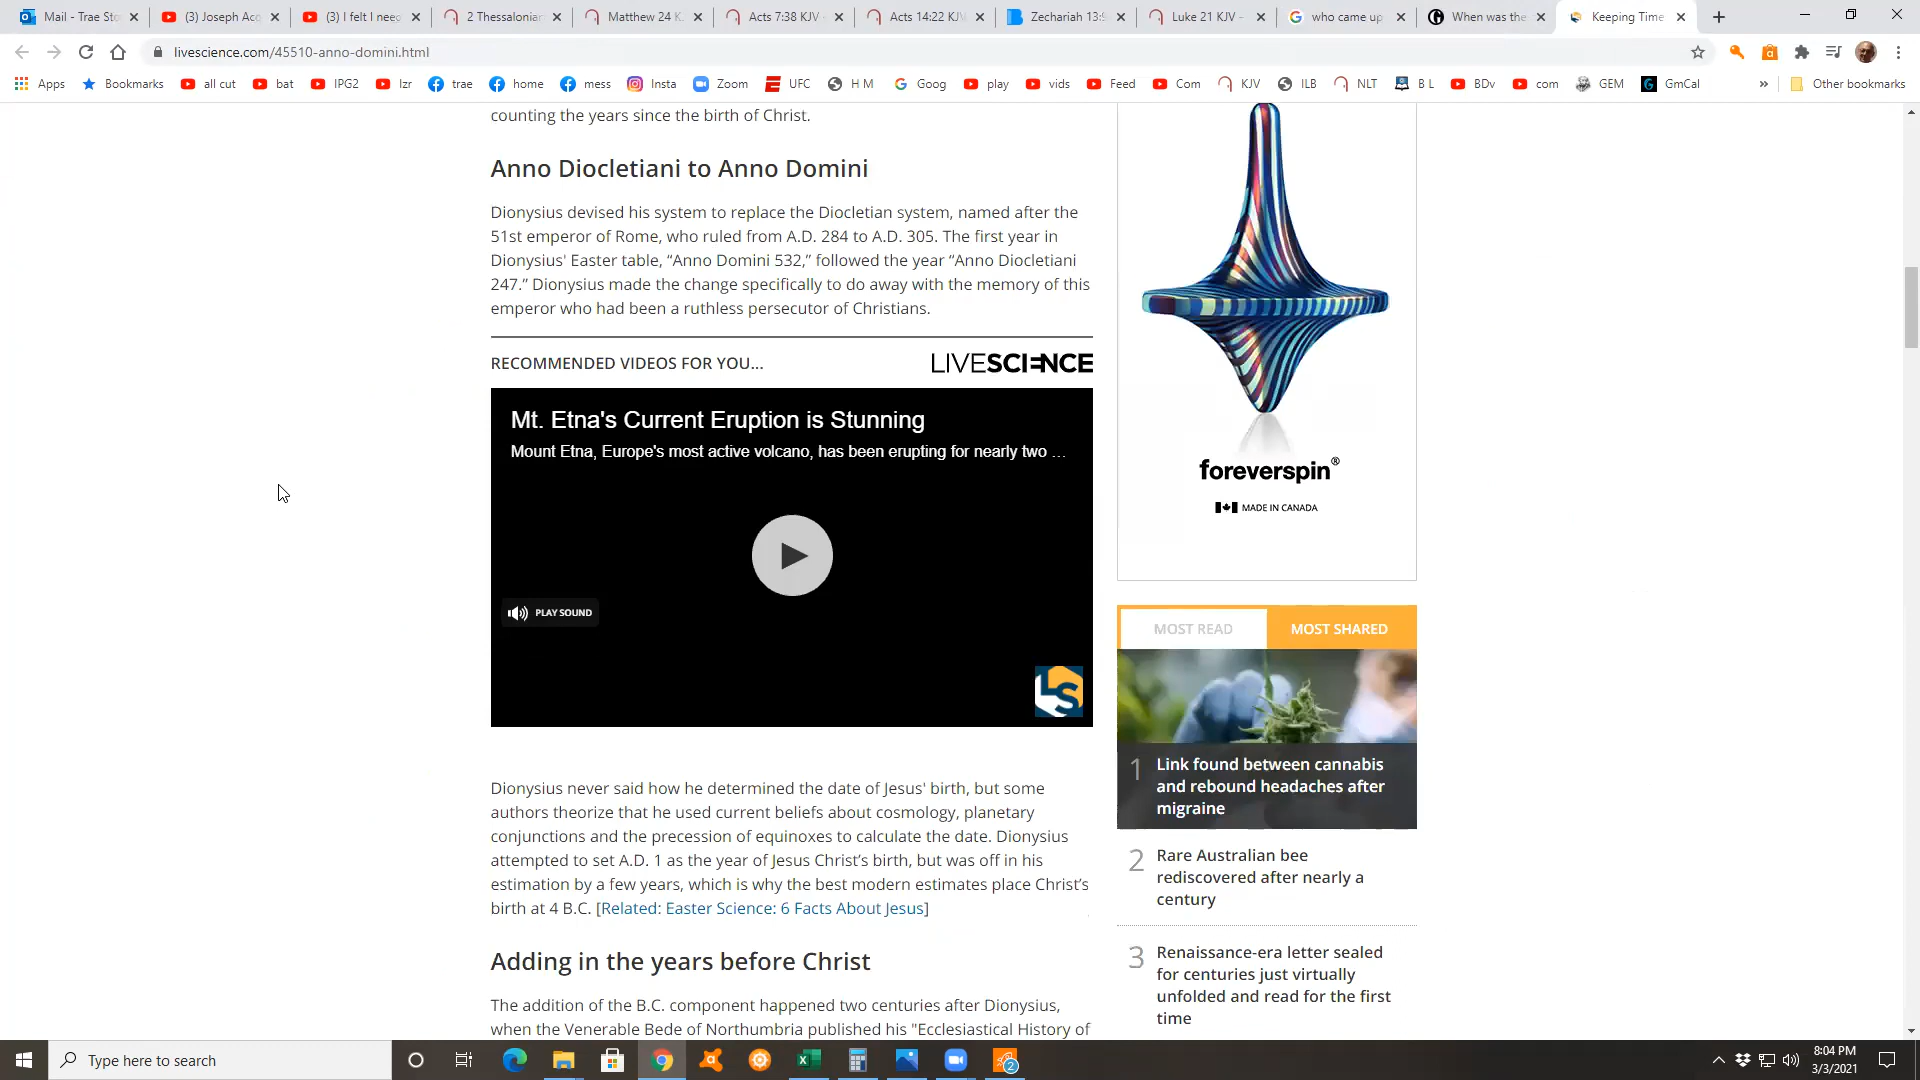 Mail - Trae Ste
(3) Joseph Acc
(3) I felt I need
2 Thessalonian
Matthew 24 K
Acts 7:38 KJV -
Acts 14:22 KJV
Zechariah 13:9
Luke 21 KJV -
who came up
When was the
Keeping Time
livescience.com/45510-anno-domini.html
Apps
Bookmarks
all cut
bat
IPG2
lzr
trae
home
mess
Insta
Zoom
UFC
H M
Goog
play
vids
Feed
Com
KJV
ILB
NLT
B L
BDv
com
GEM
GmCal
»
Other bookmarks
counting the years since the birth of Christ.
Anno Diocletiani to Anno Domini
Dionysius devised his system to replace the Diocletian system, named after the
51st emperor of Rome, who ruled from A.D. 284 to A.D. 305. The first year in
Dionysius' Easter table, “Anno Domini 532,” followed the year “Anno Diocletiani
247.” Dionysius made the change specifically to do away with the memory of this
emperor who had been a ruthless persecutor of Christians.
RECOMMENDED VIDEOS FOR YOU...
LIVESCIENCE
Mt. Etna's Current Eruption is Stunning
Mount Etna, Europe's most active volcano, has been erupting for nearly two ...
PLAY SOUND
LS
Dionysius never said how he determined the date of Jesus' birth, but some
authors theorize that he used current beliefs about cosmology, planetary
conjunctions and the precession of equinoxes to calculate the date. Dionysius
attempted to set A.D. 1 as the year of Jesus Christ’s birth, but was off in his
estimation by a few years, which is why the best modern estimates place Christ’s
birth at 4 B.C. [Related: Easter Science: 6 Facts About Jesus]
Adding in the years before Christ
The addition of the B.C. component happened two centuries after Dionysius,
when the Venerable Bede of Northumbria published his "Ecclesiastical History of
foreverspin®
MADE IN CANADA
MOST READ
MOST SHARED
1 Link found between cannabis
and rebound headaches after
migraine
2 Rare Australian bee
rediscovered after nearly a
century
3 Renaissance-era letter sealed
for centuries just virtually
unfolded and read for the first
time
Type here to search
2
8:04 PM
3/3/2021